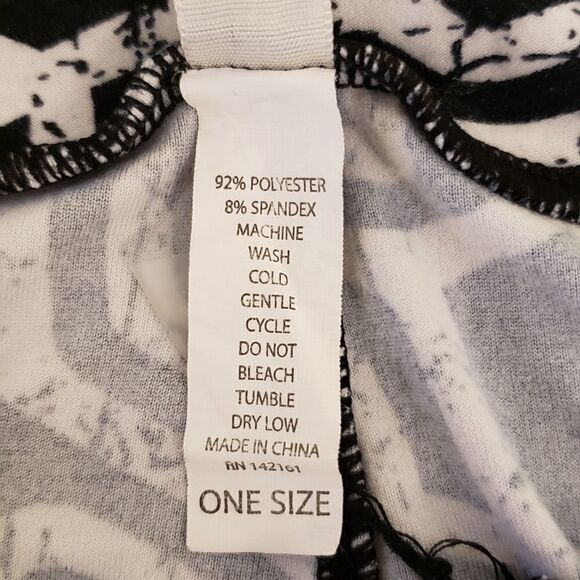 92% POLYESTER
8% SPANDEX
MACHINE
WASH
COLD
GENTLE
CYCLE
DO NOT
BLEACH
TUMBLE
DRY LOW
MADE IN CHINA
RN 142161
ONE SIZE